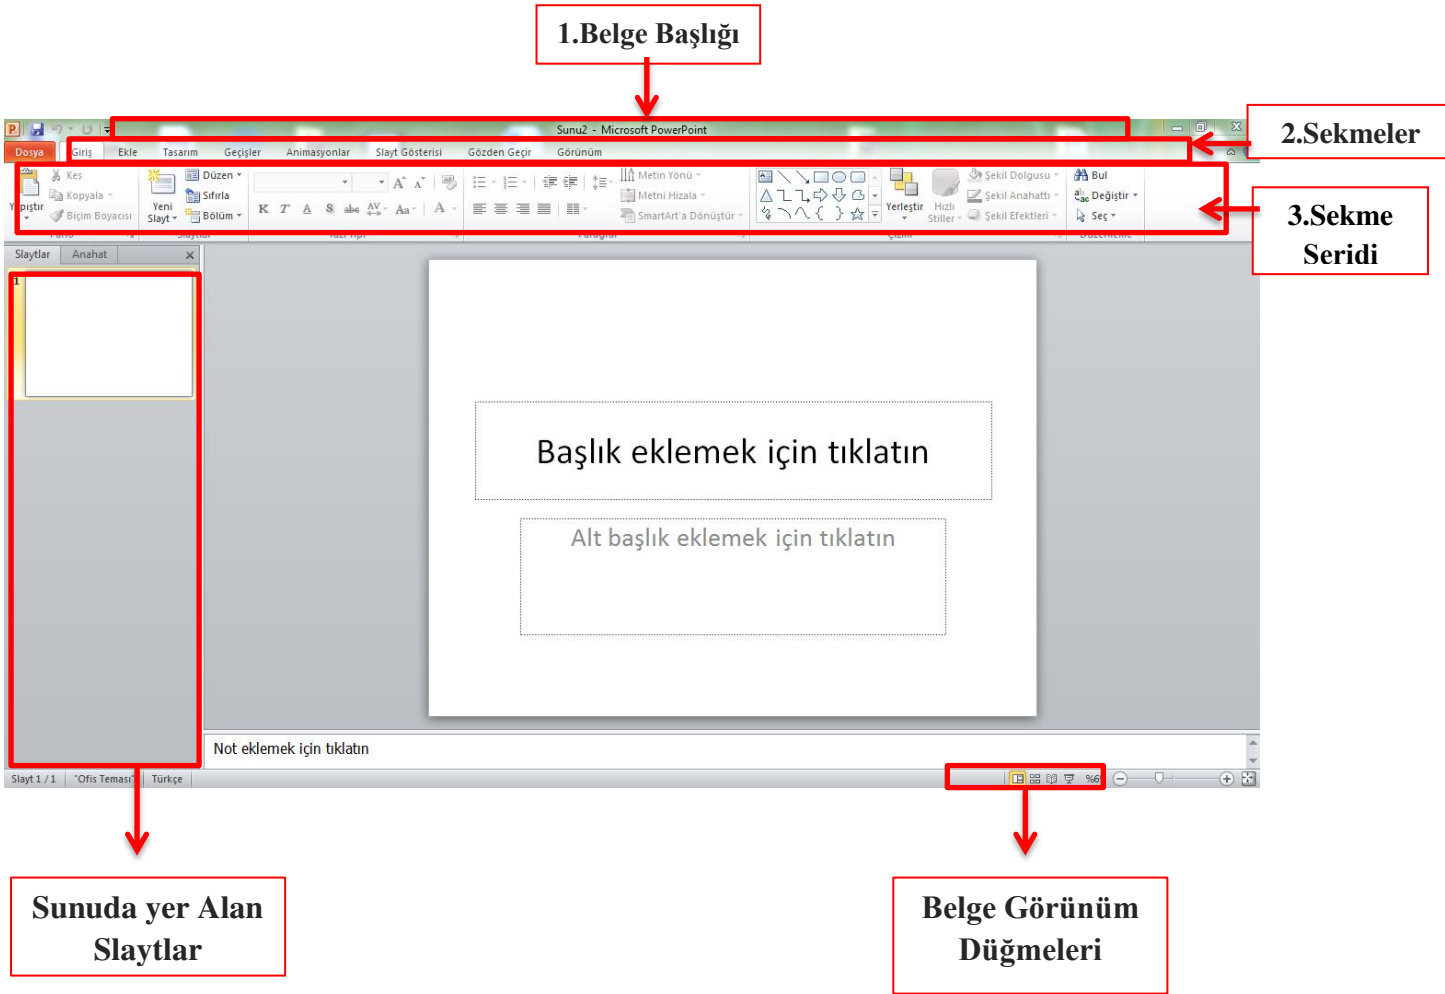 1.Belge Başlığı
Sunu2 - Microsoft PowerPoint
2.Sekmeler
Dosya Giriş Ekle Tasarım Geçişler Animasyonlar Slayt Gösterisi Gözden Geçir Görünüm
Kes
Kopyala
Biçim Boyacısı
Yeni
Slayt
Düzen
Sıfırla
Bölüm
K T A S abc AV Aa A
Metin Yönü
Metni Hizala
SmartArt'a Dönüştür
Yerleştir
Hızlı
Stiller
Şekil Dolgusu
Şekil Anahattı
Şekil Efektleri
Bul
Değiştir
Seç
3.Sekme
Seridi
Slaytlar Anahat
1
Başlık eklemek için tıklatın
Alt başlık eklemek için tıklatın
Not eklemek için tıklatın
Slayt 1 / 1 "Ofis Teması" Türkçe
Sunuda yer Alan
Slaytlar
Belge Görünüm
Düğmeleri